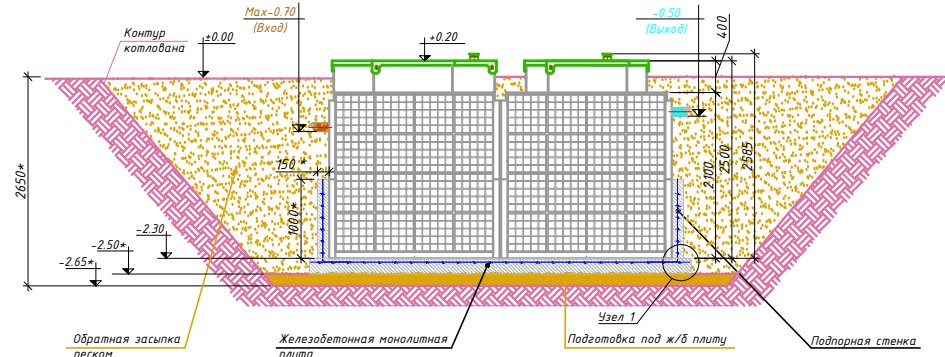 Max-0.70
(Вход)
-0.50
(Выход)
Контур
котлована
±0.00
+0.20
400
2650*
150 *
1000*
2100
2500
2585
-2.30
-2.50*
-2.65*
Узел 1
Обратная засыпка
песком
Железобетонная монолитная
плита
Подготовка под ж/б плиту
Подпорная стенка